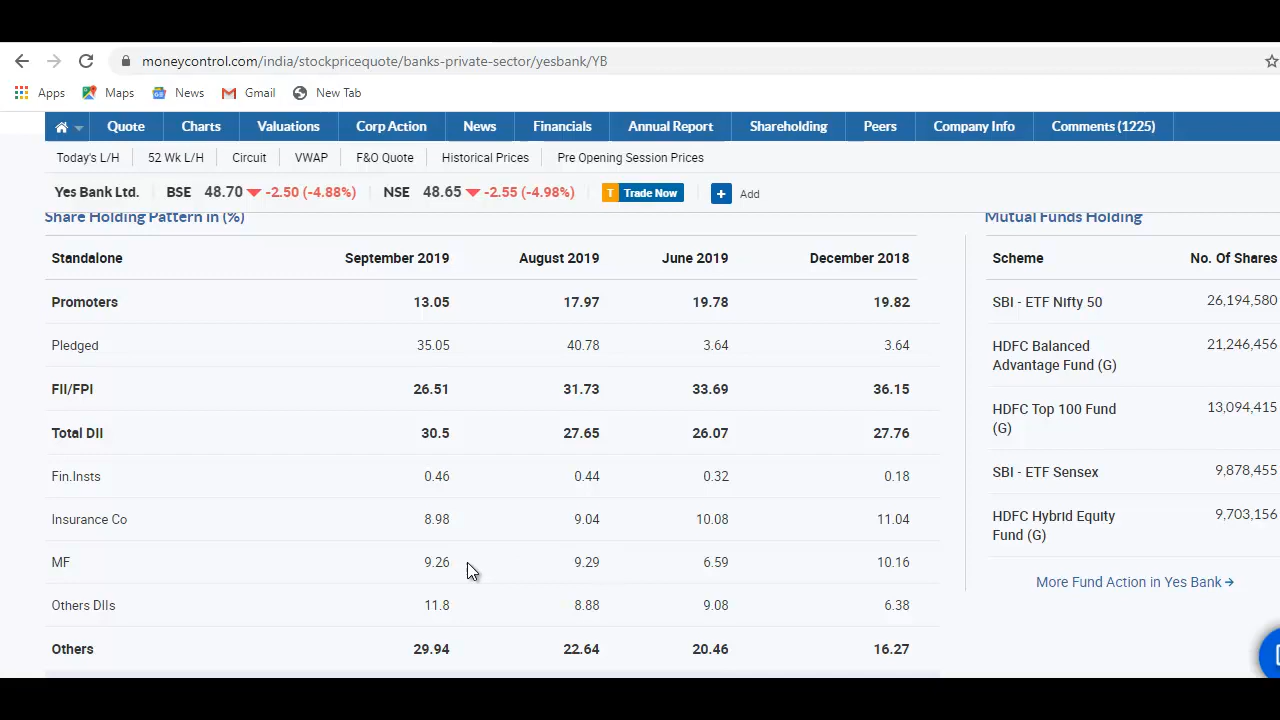 moneycontrol.com/india/stockpricequote/banks-private-sector/yesbank/YB
Apps Maps News Gmail New Tab
Quote Charts Valuations Corp Action News Financials Annual Report Shareholding Peers Company Info Comments (1225)
Today's L/H 52 Wk L/H Circuit VWAP F&O Quote Historical Prices Pre Opening Session Prices
Yes Bank Ltd. BSE 48.70 -2.50 (-4.88%) NSE 48.65 -2.55 (-4.98%) T Trade Now + Add
Share Holding Pattern in (%)
Standalone September 2019 August 2019 June 2019 December 2018
Promoters 13.05 17.97 19.78 19.82
Pledged 35.05 40.78 3.64 3.64
FII/FPI 26.51 31.73 33.69 36.15
Total DII 30.5 27.65 26.07 27.76
Fin.Insts 0.46 0.44 0.32 0.18
Insurance Co 8.98 9.04 10.08 11.04
MF 9.26 9.29 6.59 10.16
Others DIIs 11.8 8.88 9.08 6.38
Others 29.94 22.64 20.46 16.27
Mutual Funds Holding
Scheme No. Of Shares
SBI - ETF Nifty 50 26,194,580
HDFC Balanced 21,246,456
Advantage Fund (G)
HDFC Top 100 Fund 13,094,415
(G)
SBI - ETF Sensex 9,878,455
HDFC Hybrid Equity 9,703,156
Fund (G)
More Fund Action in Yes Bank